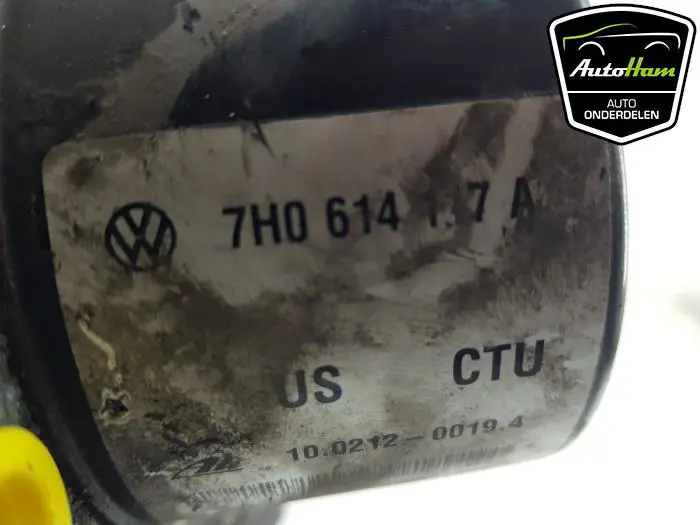 AutoHam
AUTO
ONDERDELEN
7H0 614 1 7 A
US CTU
10.0212-0019.4